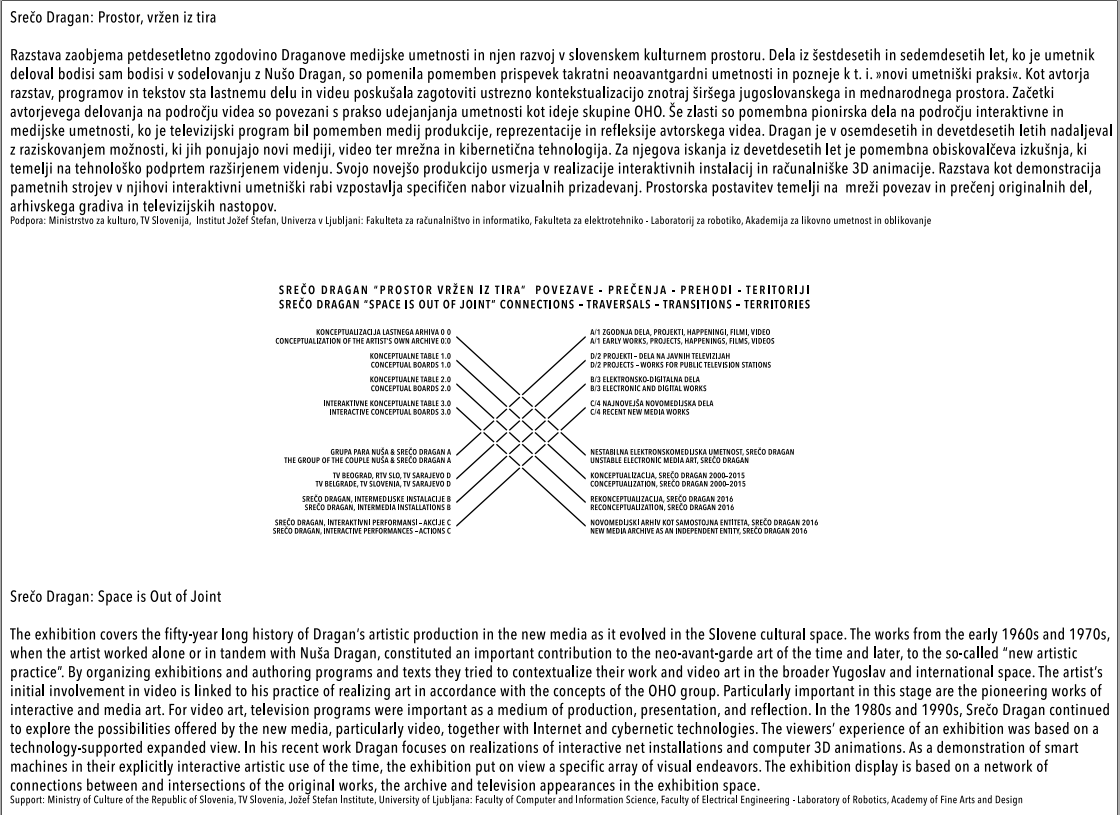 Srečo Dragan: Prostor, vržen iz tira
Razstava zaobjema petdesetletno zgodovino Draganove medijske umetnosti in njen razvoj v slovenskem kulturnem prostoru. Dela iz šestdesetih in sedemdesetih let, ko je umetnik
deloval bodisi sam bodisi v sodelovanju z Nušo Dragan, so pomenila pomemben prispevek takratni neoavantgardni umetnosti in pozneje k t. i. »novi umetniški praksi«. Kot avtorja
razstav, programov in tekstov sta lastnemu delu in videu poskušala zagotoviti ustrezno kontekstualizacijo znotraj širšega jugoslovanskega in mednarodnega prostora. Začetki
avtorjevega delovanja na področju videa so povezani s prakso udejanjanja umetnosti kot ideje skupine OHO. Še zlasti so pomembna pionirska dela na področju interaktivne in
medijske umetnosti, ko je televizijski program bil pomemben medij produkcije, reprezentacije in refleksije avtorskega videa. Dragan je v osemdesetih in devetdesetih letih nadaljeval
z raziskovanjem možnosti, ki jih ponujajo novi mediji, video ter mrežna in kibernetična tehnologija. Za njegova iskanja iz devetdesetih let je pomembna obiskovalčeva izkušnja, ki
temelji na tehnološko podprtem razširjenem videnju. Svojo novejšo produkcijo usmerja v realizacije interaktivnih instalacij in računalniške 3D animacije. Razstava kot demonstracija
pametnih strojev v njihovi interaktivni umetniški rabi vzpostavlja specifičen nabor vizualnih prizadevanj. Prostorska postavitev temelji na mreži povezav in prečenj originalnih del,
arhivskega gradiva in televizijskih nastopov.
Podpora: Ministrstvo za kulturo, TV Slovenija, Institut Jožef Štefan, Univerza v Ljubljani: Fakulteta za računalništvo in informatiko, Fakulteta za elektrotehniko - Laboratorij za robotiko, Akademija za likovno umetnost in oblikovanje
SREČO DRAGAN "PROSTOR VRŽEN IZ TIRA" POVEZAVE - PREČENJA - PREHODI - TERITORIJI
SREČO DRAGAN "SPACE IS OUT OF JOINT" CONNECTIONS – TRAVERSALS – TRANSITIONS – TERRITORIES
KONCEPTUALIZACIJA LASTNEGA ARHIVA 0 0
CONCEPTUALIZATION OF THE ARTIST'S OWN ARCHIVE 0:0
KONCEPTUALNE TABLE 1.0
CONCEPTUAL BOARDS 1.0
KONCEPTUALNE TABLE 2.0
CONCEPTUAL BOARDS 2.0
INTERAKTIVNE KONCEPTUALNE TABLE 3.0
INTERACTIVE CONCEPTUAL BOARDS 3.0
GRUPA PARA NUŠA & SREČO DRAGAN A
THE GROUP OF THE COUPLE NUŠA & SREČO DRAGAN A
TV BEOGRAD, RTV SLO, TV SARAJEVO D
TV BELGRADE, TV SLOVENIA, TV SARAJEVO D
SREČO DRAGAN, INTERMEDIJSKE INSTALACIJE B
SREČO DRAGAN, INTERMEDIA INSTALLATIONS B
SREČO DRAGAN, INTERAKTIVNI PERFORMANSI – AKCIJE C
SREČO DRAGAN, INTERACTIVE PERFORMANCES – ACTIONS C
A/1 ZGODNJA DELA, PROJEKTI, HAPPENINGI, FILMI, VIDEO
A/1 EARLY WORKS, PROJECTS, HAPPENINGS, FILMS, VIDEOS
D/2 PROJEKTI – DELA NA JAVNIH TELEVIZIJAH
D/2 PROJECTS – WORKS FOR PUBLIC TELEVISION STATIONS
B/3 ELEKTRONSKO-DIGITALNA DELA
B/3 ELECTRONIC AND DIGITAL WORKS
C/4 NAJNOVEJŠA NOVOMEDIJSKA DELA
C/4 RECENT NEW MEDIA WORKS
NESTABILNA ELEKTRONSKOMEDIJSKA UMETNOST, SREČO DRAGAN
UNSTABLE ELECTRONIC MEDIA ART, SREČO DRAGAN
KONCEPTUALIZACIJA, SREČO DRAGAN 2000–2015
CONCEPTUALIZATION, SREČO DRAGAN 2000–2015
REKONCEPTUALIZACIJA, SREČO DRAGAN 2016
RECONCEPTUALIZATION, SREČO DRAGAN 2016
NOVOMEDIJSKI ARHIV KOT SAMOSTOJNA ENTITETA, SREČO DRAGAN 2016
NEW MEDIA ARCHIVE AS AN INDEPENDENT ENTITY, SREČO DRAGAN 2016
Srečo Dragan: Space is Out of Joint
The exhibition covers the fifty-year long history of Dragan's artistic production in the new media as it evolved in the Slovene cultural space. The works from the early 1960s and 1970s,
when the artist worked alone or in tandem with Nuša Dragan, constituted an important contribution to the neo-avant-garde art of the time and later, to the so-called "new artistic
practice". By organizing exhibitions and authoring programs and texts they tried to contextualize their work and video art in the broader Yugoslav and international space. The artist's
initial involvement in video is linked to his practice of realizing art in accordance with the concepts of the OHO group. Particularly important in this stage are the pioneering works of
interactive and media art. For video art, television programs were important as a medium of production, presentation, and reflection. In the 1980s and 1990s, Srečo Dragan continued
to explore the possibilities offered by the new media, particularly video, together with Internet and cybernetic technologies. The viewers' experience of an exhibition was based on a
technology-supported expanded view. In his recent work Dragan focuses on realizations of interactive net installations and computer 3D animations. As a demonstration of smart
machines in their explicitly interactive artistic use of the time, the exhibition put on view a specific array of visual endeavors. The exhibition display is based on a network of
connections between and intersections of the original works, the archive and television appearances in the exhibition space.
Support: Ministry of Culture of the Republic of Slovenia, TV Slovenia, Jožef Stefan Institute, University of Ljubljana: Faculty of Computer and Information Science, Faculty of Electrical Engineering - Laboratory of Robotics, Academy of Fine Arts and Design